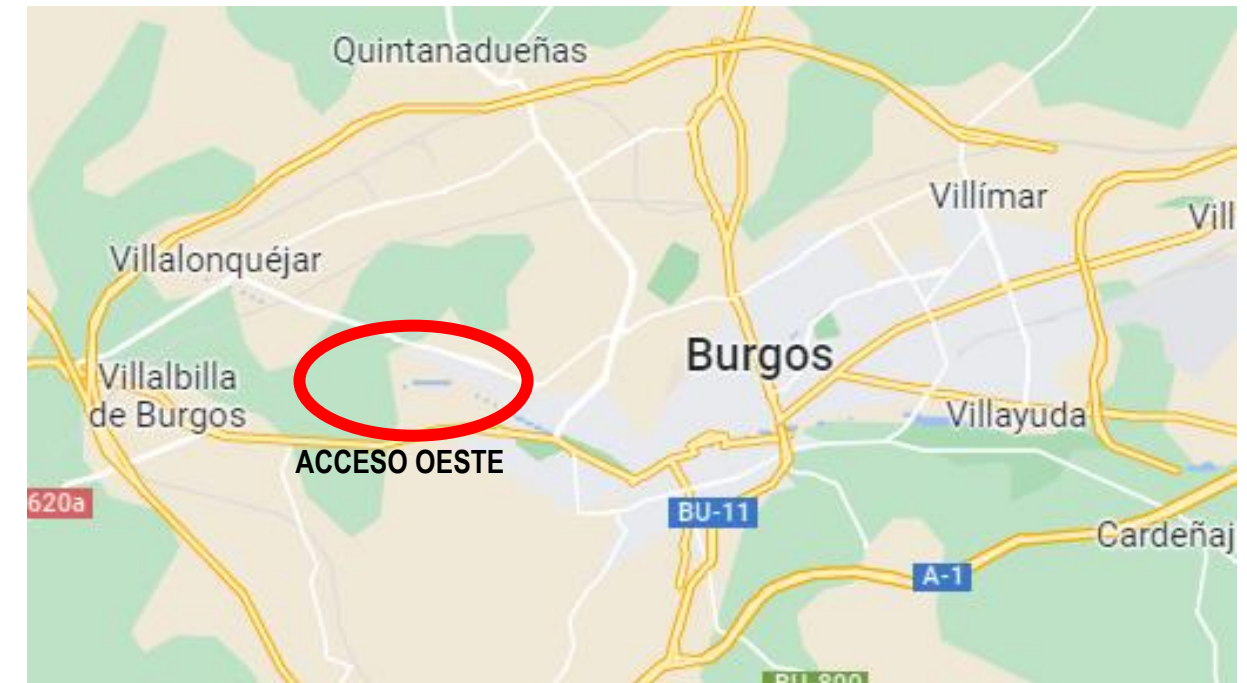 Quintanadueñas
Villímar
Vill
Villalonquéjar
Burgos
Villalbilla
de Burgos
Villayuda
ACCESO OESTE
620a
BU-11
Cardeñaj
A-1
BU-800